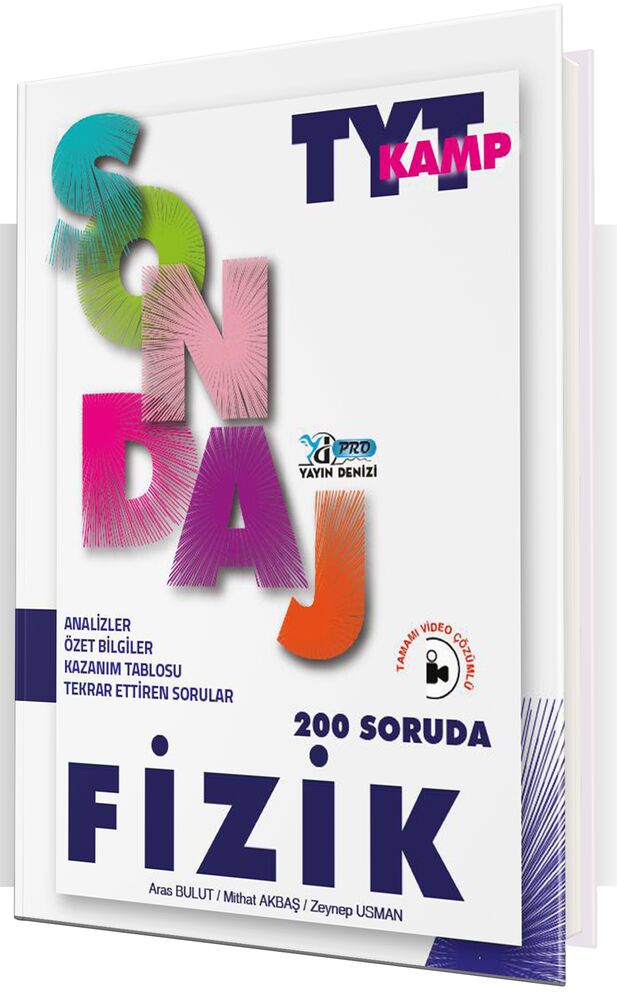 TYT
KAMP
SONDAJ
PRO
YAYIN DENİZİ
ANALİZLER
ÖZET BİLGİLER
KAZANIM TABLOSU
TEKRAR ETTİREN SORULAR
TAMAMI VİDEO ÇÖZÜMLÜ
200 SORUDA
FİZİK
Aras BULUT / Mithat AKBAŞ / Zeynep USMAN